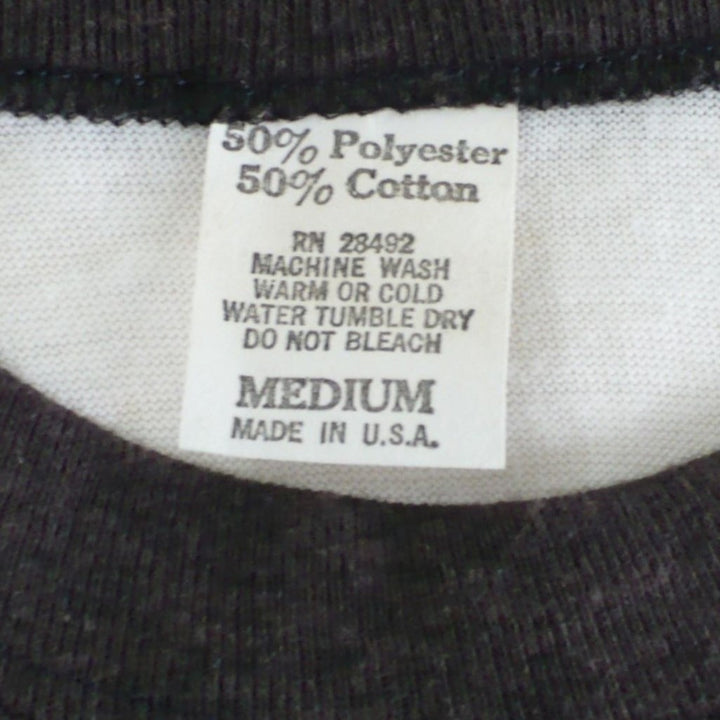 50% Polyester
50% Cotton
RN 28492
MACHINE WASH
WARM OR COLD
WATER TUMBLE DRY
DO NOT BLEACH
MEDIUM
MADE IN U.S.A.